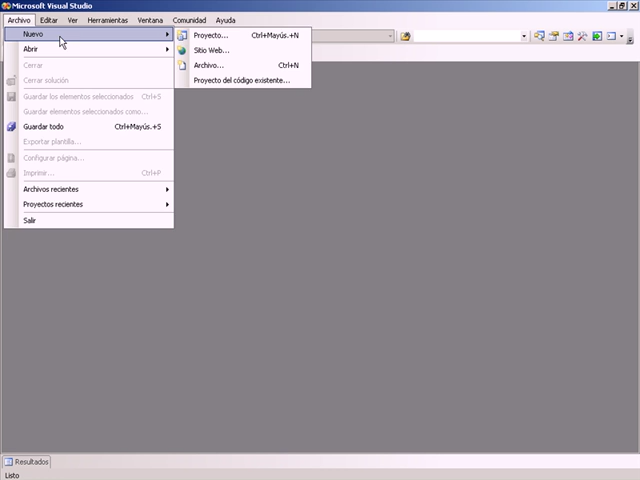 Microsoft Visual Studio
Archivo Editar Ver Herramientas Ventana Comunidad Ayuda
Nuevo
Abrir
Cerrar
Cerrar solución
Guardar los elementos seleccionados Ctrl+S
Guardar elementos seleccionados como...
Guardar todo Ctrl+Mayús.+S
Exportar plantilla...
Configurar página...
Imprimir... Ctrl+P
Archivos recientes
Proyectos recientes
Salir
Proyecto... Ctrl+Mayús.+N
Sitio Web...
Archivo... Ctrl+N
Proyecto del código existente...
Resultados
Listo